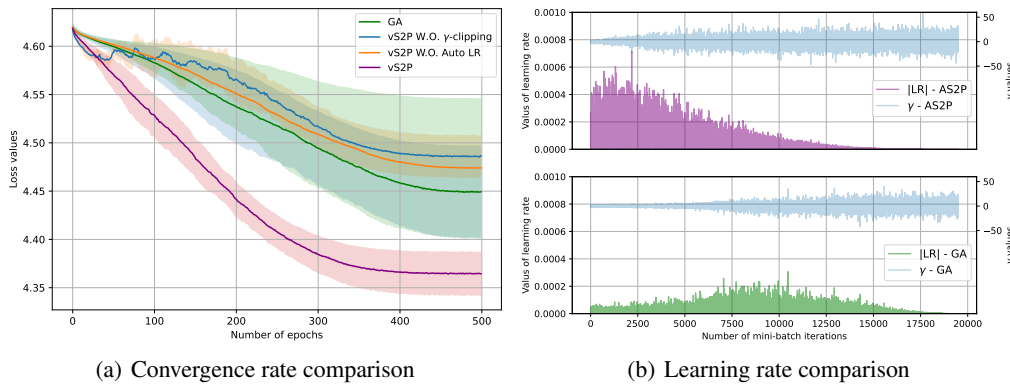 4.60
4.55
4.50
4.45
4.40
4.35
Loss values
GA
vS2P W.O. γ-clipping
vS2P W.O. Auto LR
vS2P
0 100 200 300 400 500
Number of epochs
(a) Convergence rate comparison
0.0010
0.0008
0.0006
0.0004
0.0002
0.0000
Valus of learning rate
50
0
−50
|LR| - AS2P
γ - AS2P
0.0010
0.0008
0.0006
0.0004
0.0002
0.0000
Valus of learning rate
50
0
−50
|LR| - GA
γ - GA
0 2500 5000 7500 10000 12500 15000 17500 20000
Number of mini-batch iterations
(b) Learning rate comparison